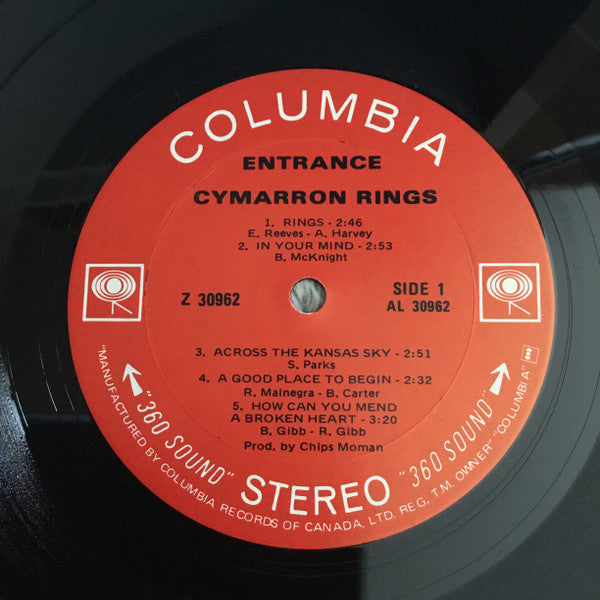 COLUMBIA
ENTRANCE
CYMARRON RINGS
1. RINGS - 2:46
E. Reeves - A. Harvey
2. IN YOUR MIND - 2:53
B. McKnight
Z 30962
SIDE 1
AL 30962
3. ACROSS THE KANSAS SKY - 2:51
S. Parks
4. A GOOD PLACE TO BEGIN - 2:32
R. Mainegra - B. Carter
5. HOW CAN YOU MEND
A BROKEN HEART - 3:20
B. Gibb - R. Gibb
Prod. by Chips Moman
"360 SOUND" STEREO "360 SOUND"
"MANUFACTURED BY COLUMBIA RECORDS OF CANADA, LTD. REG. T.M. OWNER" "COLUMBIA"